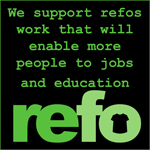 We support refos
work that will
enable more
people to jobs
and education
refo